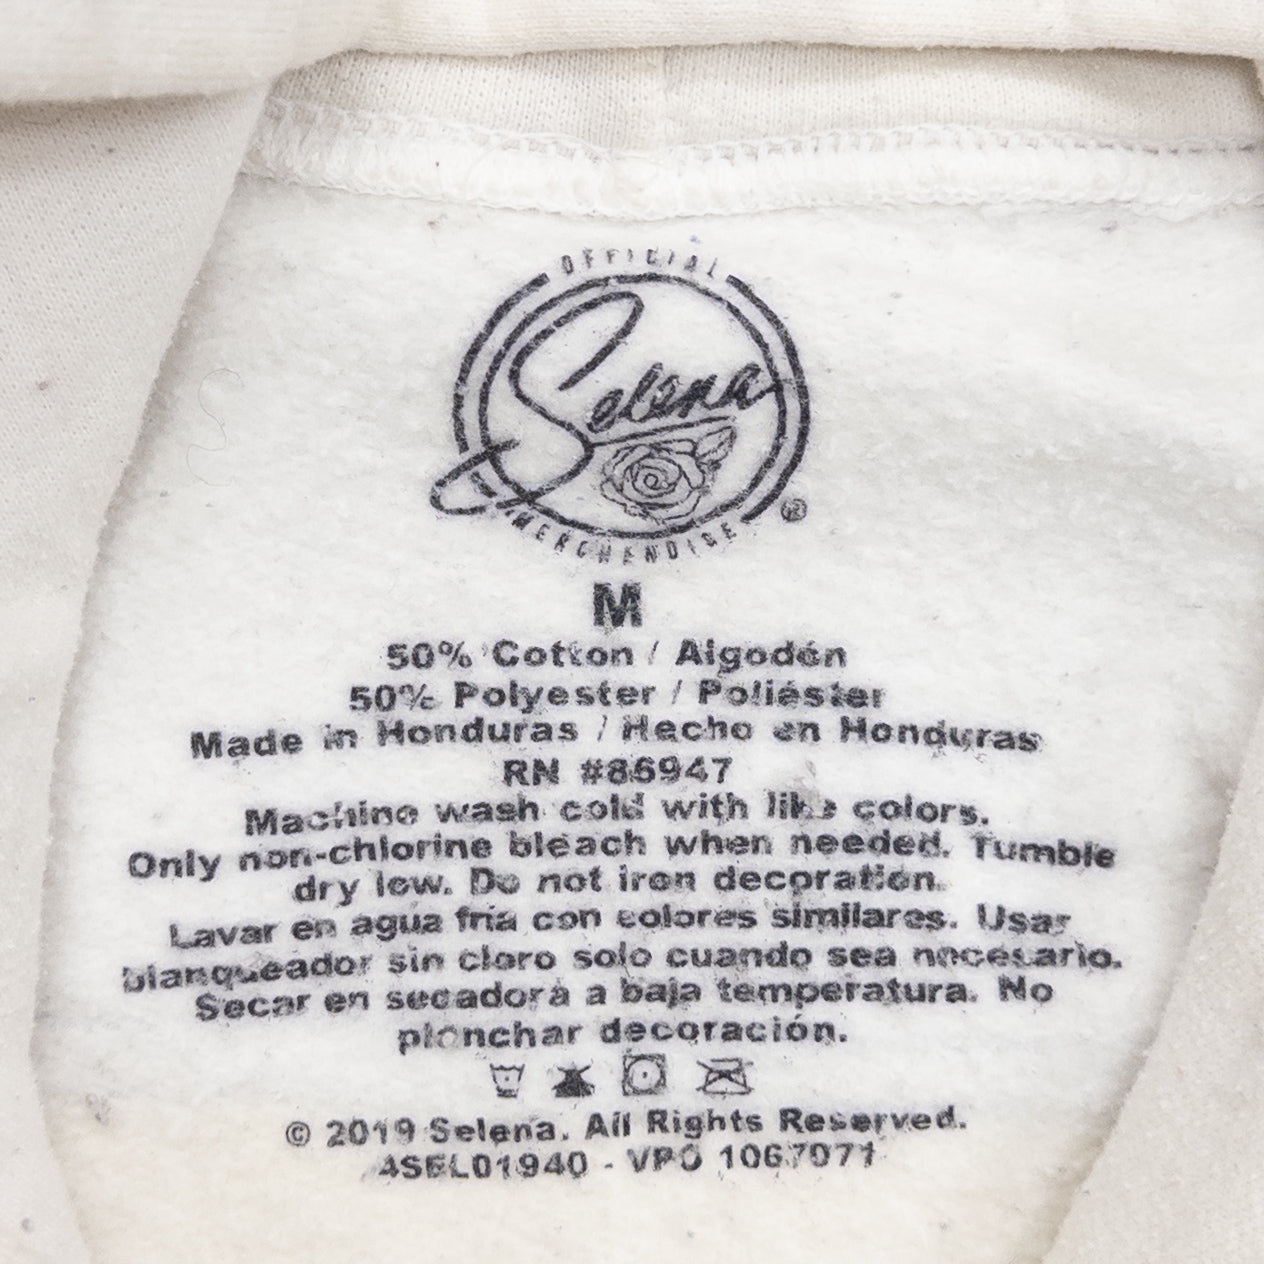 OFFICIAL
Selena
MERCHENDISE
®
M
50% Cotton / Algodón
50% Polyester / Poliéster
Made in Honduras / Hecho en Honduras
RN #86947
Machine wash cold with like colors.
Only non-chlorine bleach when needed. Tumble
dry low. Do not iron decoration.
Lavar en agua fria con colores similares. Usar
blanqueador sin cloro solo cuando sea necesario.
Secar en secadora a baja temperatura. No
planchar decoración.
© 2019 Selena. All Rights Reserved.
4SEL01940 - VPO 1067071